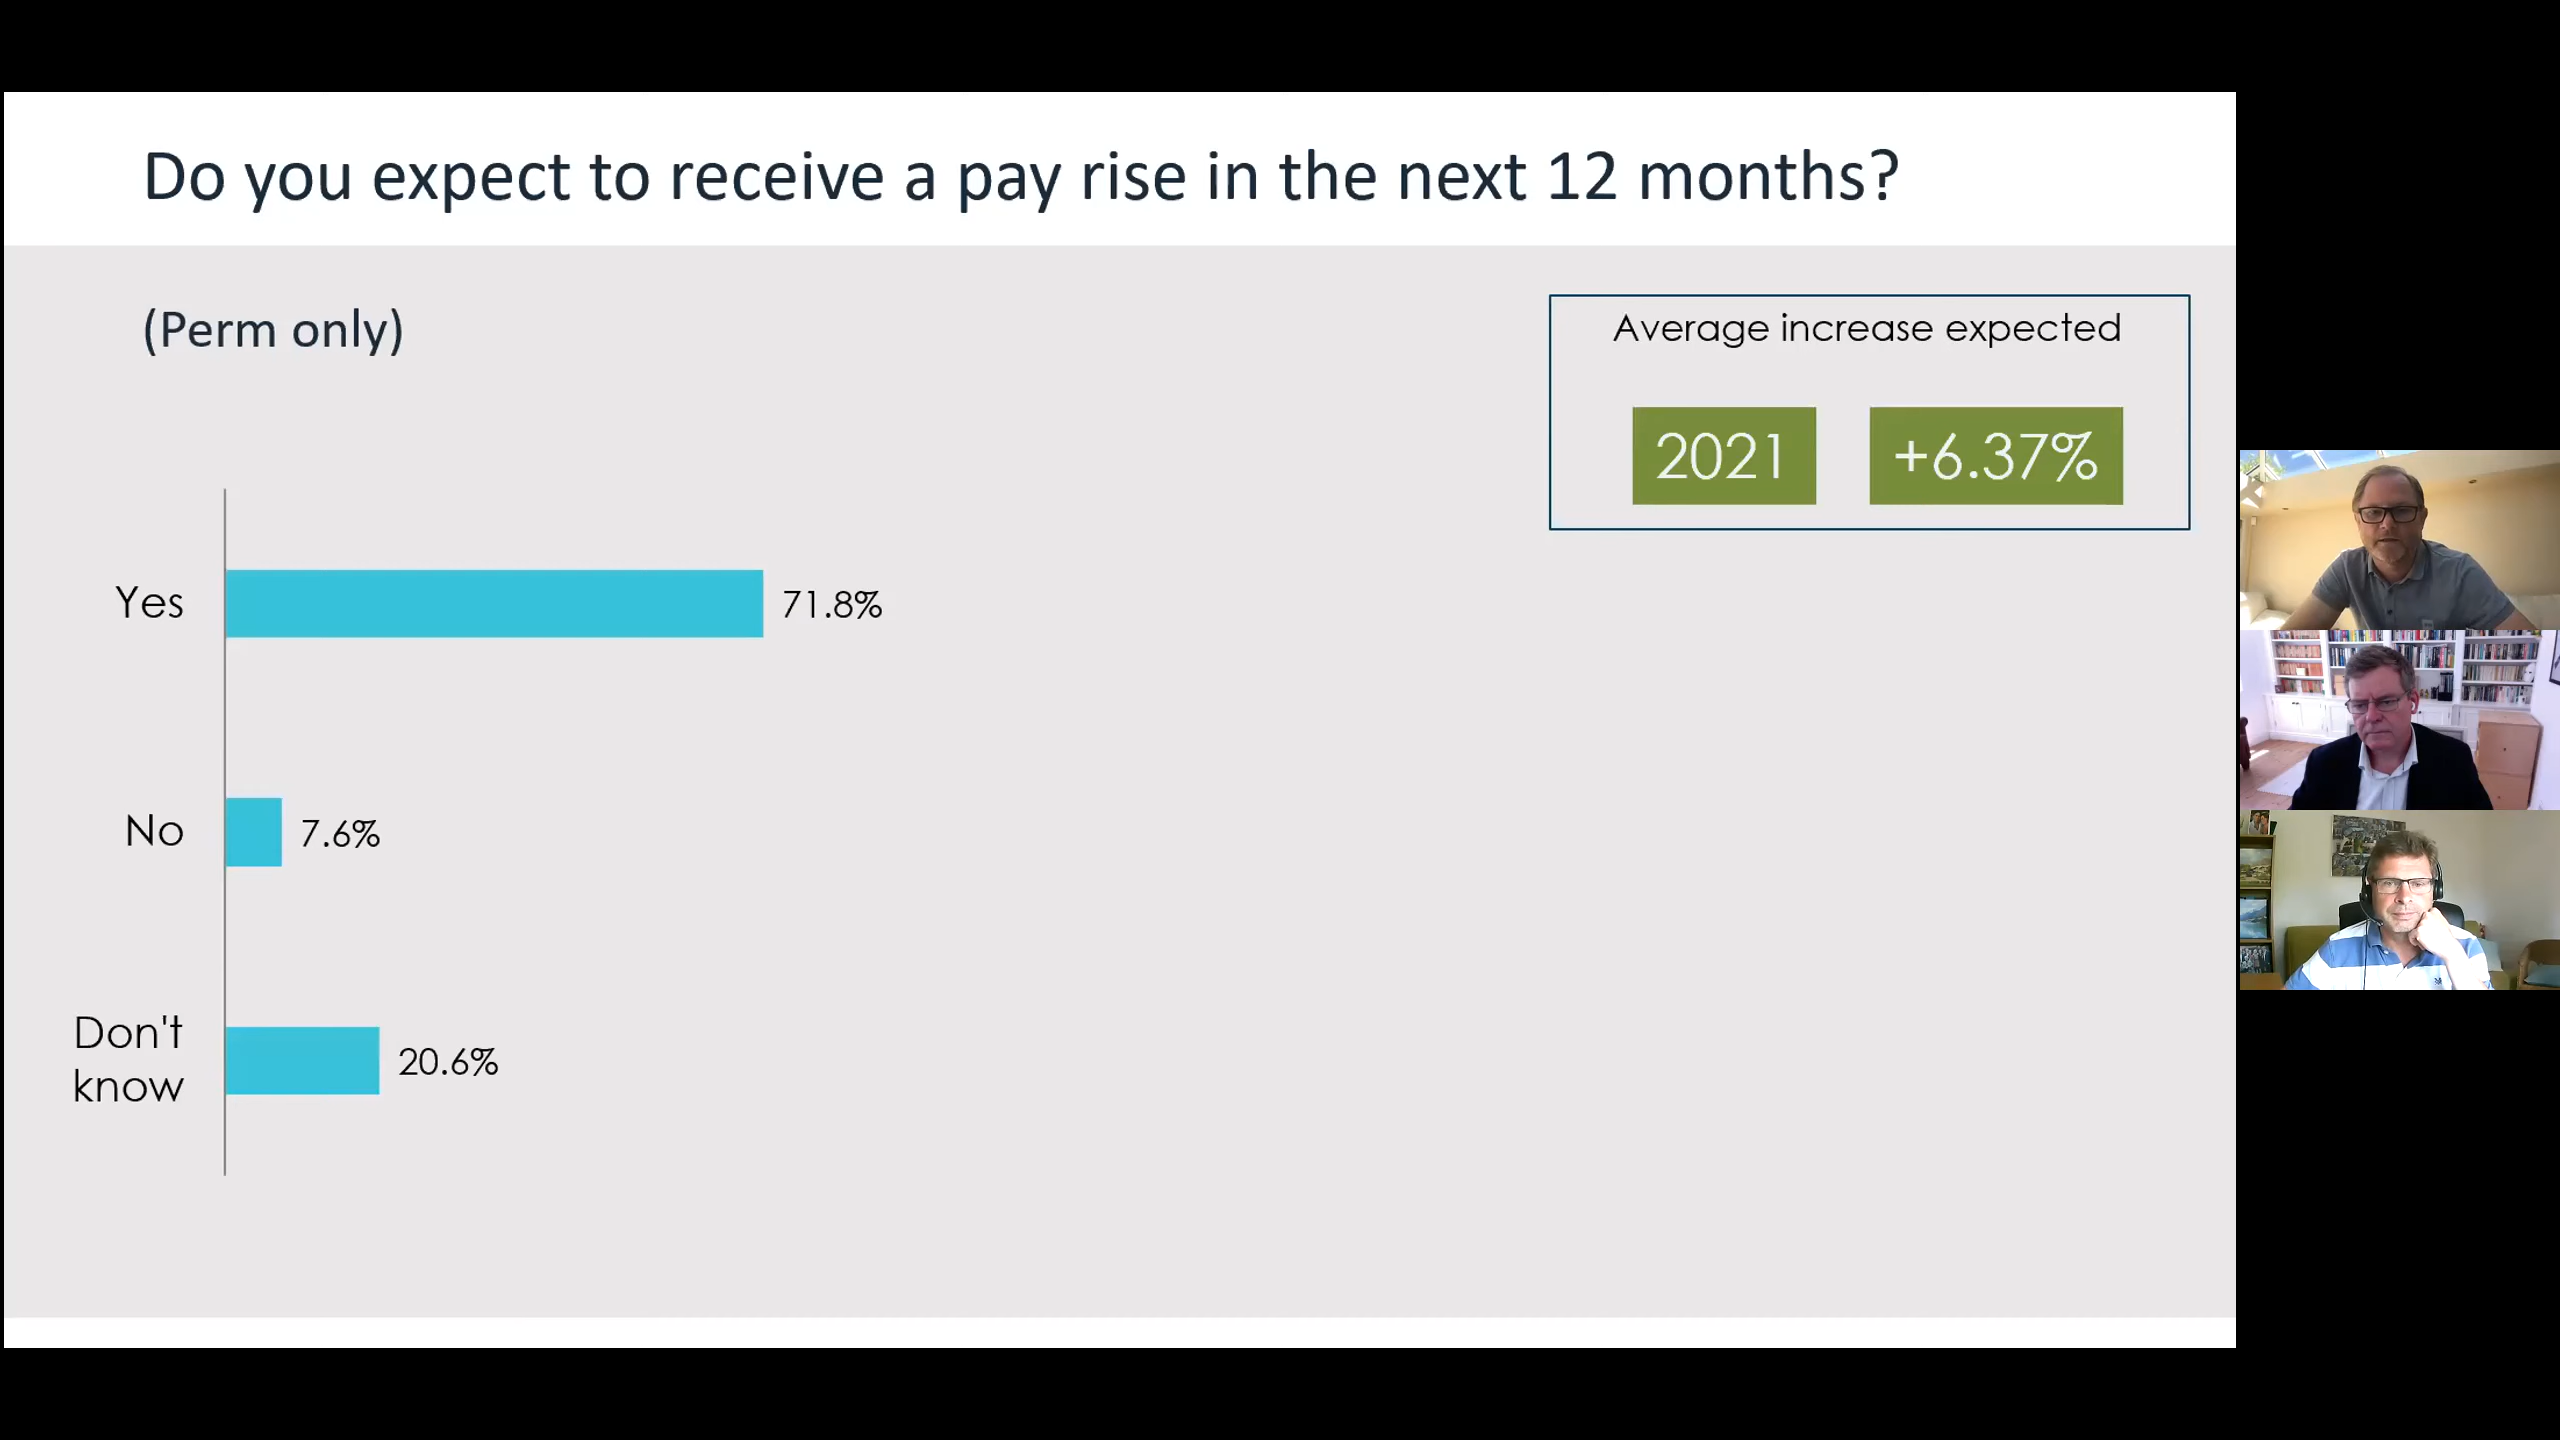 Do you expect to receive a pay rise in the next 12 months?
(Perm only)
Average increase expected
2021 +6.37%
Yes 71.8%
No 7.6%
Don't
know 20.6%